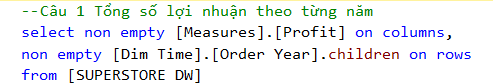 --Câu 1 Tổng số lợi nhuận theo từng năm
select non empty [Measures].[Profit] on columns,
non empty [Dim Time].[Order Year].children on rows
from [SUPERSTORE DW]